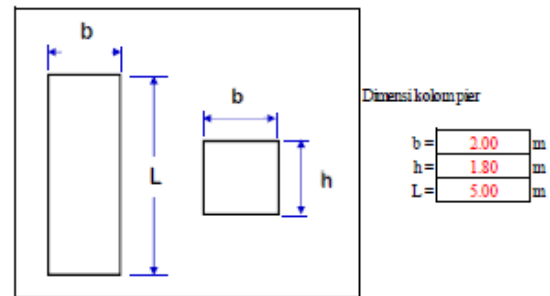 b
b
L
h
Dimensi kolom pier
b = 2.00 m
h = 1.80 m
L = 5.00 m